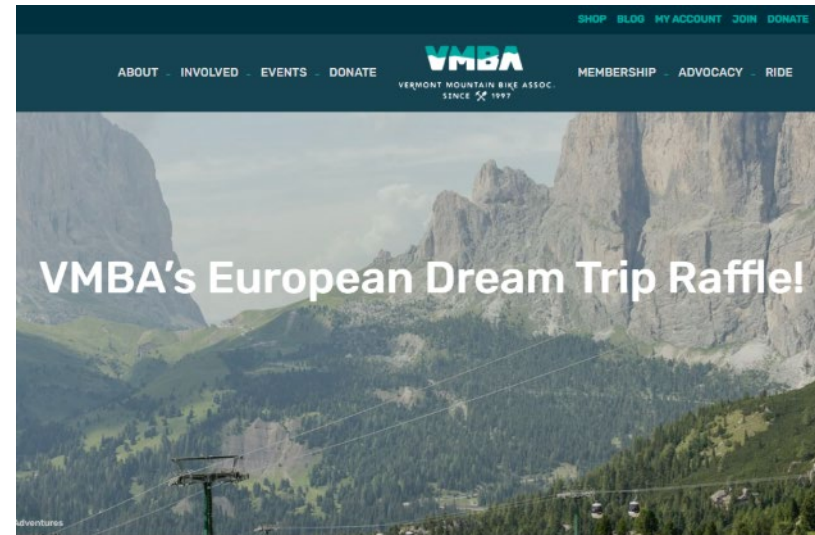 SHOP BLOG MY ACCOUNT JOIN DONATE
ABOUT INVOLVED EVENTS DONATE
VMBA
VERMONT MOUNTAIN BIKE ASSOC.
SINCE 1997
MEMBERSHIP ADVOCACY RIDE
VMBA's European Dream Trip Raffle!
Adventures